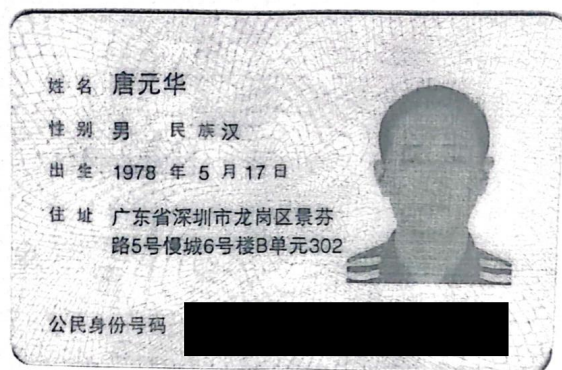 姓名 唐元华
性别 男 民族 汉
出生 1978 年 5 月 17 日
住址 广东省深圳市龙岗区景芬
路5号慢城6号楼B单元302
公民身份号码